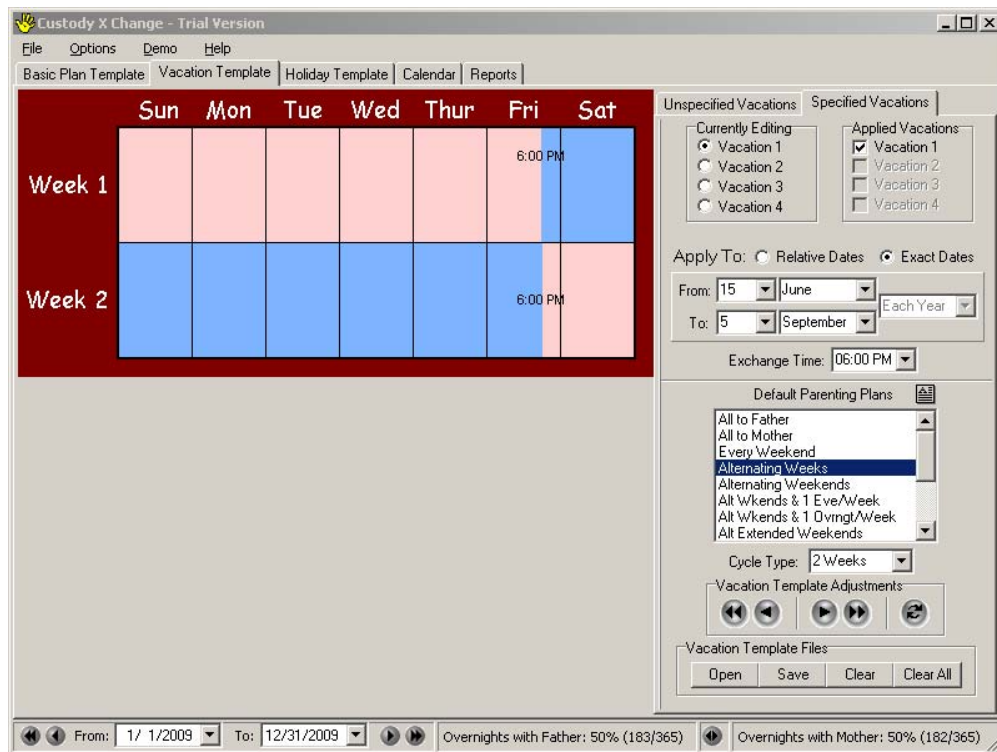 Custody X Change - Trial Version
File Options Demo Help
Basic Plan Template Vacation Template Holiday Template Calendar Reports
Sun Mon Tue Wed Thur Fri Sat
Week 1
6:00 PM
Week 2
6:00 PM
Unspecified Vacations Specified Vacations
Currently Editing
Vacation 1
Vacation 2
Vacation 3
Vacation 4
Applied Vacations
Vacation 1
Vacation 2
Vacation 3
Vacation 4
Apply To: Relative Dates Exact Dates
From: 15 June
Each Year
To: 5 September
Exchange Time: 06:00 PM
Default Parenting Plans
All to Father
All to Mother
Every Weekend
Alternating Weeks
Alternating Weekends
Alt Wkends & 1 Eve/Week
Alt Wkends & 1 Ovrngt/Week
Alt Extended Weekends
Cycle Type: 2 Weeks
Vacation Template Adjustments
Vacation Template Files
Open Save Clear Clear All
From: 1/ 1/2009 To: 12/31/2009 Overnights with Father: 50% (183/365) Overnights with Mother: 50% (182/365)